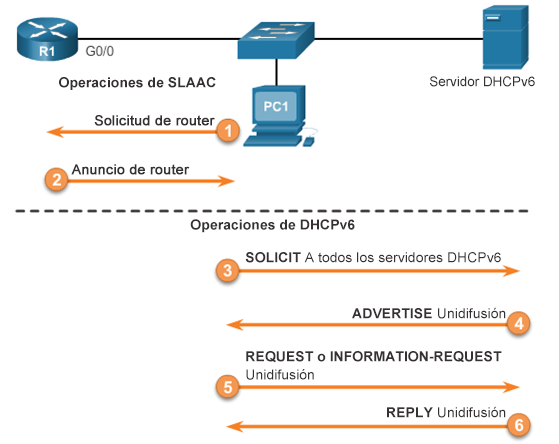 R1
G0/0
Servidor DHCPv6
Operaciones de SLAAC
PC1
Solicitud de router
1
2
Anuncio de router
Operaciones de DHCPv6
3
SOLICIT A todos los servidores DHCPv6
ADVERTISE Unidifusión
4
REQUEST o INFORMATION-REQUEST
Unidifusión
5
REPLY Unidifusión
6